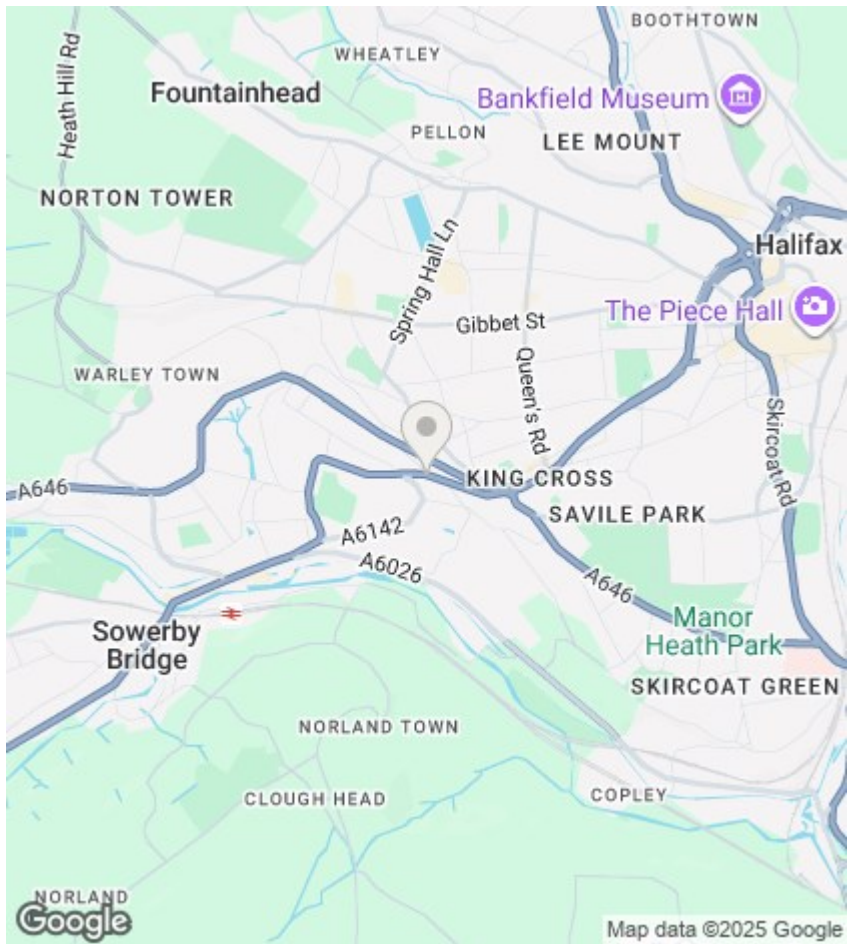 BOOTHTOWN
WHEATLEY
Heath Hill Rd
Fountainhead
Bankfield Museum
PELLON
LEE MOUNT
NORTON TOWER
Spring Hall Ln
Halifax
The Piece Hall
Gibbet St
Queen's Rd
WARLEY TOWN
Skircoat Rd
KING CROSS
A646
SAVILE PARK
A6142
A6026
A646
Manor
Heath Park
Sowerby
Bridge
SKIRCOAT GREEN
NORLAND TOWN
CLOUGH HEAD
COPLEY
NORLAND
Google
Map data ©2025 Google